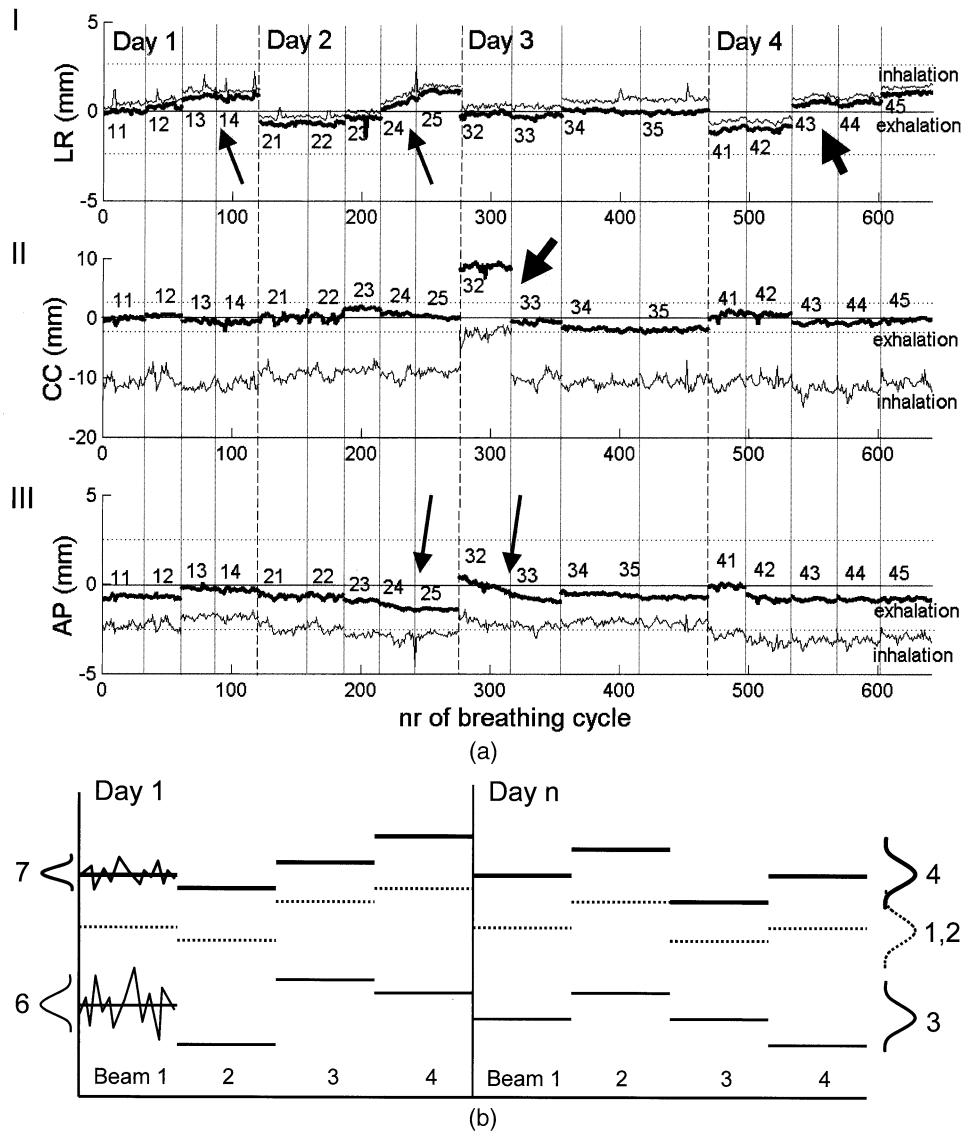 I
5
Day 1 Day 2 Day 3 Day 4
LR (mm)
inhalation
0
11 12 13 14 21 22 23 24 25 32 33 34 35 41 42 43 44 45
exhalation
-5
0 100 200 300 400 500 600
II
10
CC (mm)
11 12 13 14 21 22 23 24 25 32 33 34 35 41 42 43 44 45
0
exhalation
-10
inhalation
-20
0 100 200 300 400 500 600
III
5
AP (mm)
11 12 13 14 21 22 23 24 25 32 33 34 35 41 42 43 44 45
0
exhalation
inhalation
-5
0 100 200 300 400 500 600
nr of breathing cycle
(a)
Day 1 Day n
7 4
1,2
6 3
Beam 1 2 3 4 Beam 1 2 3 4
(b)